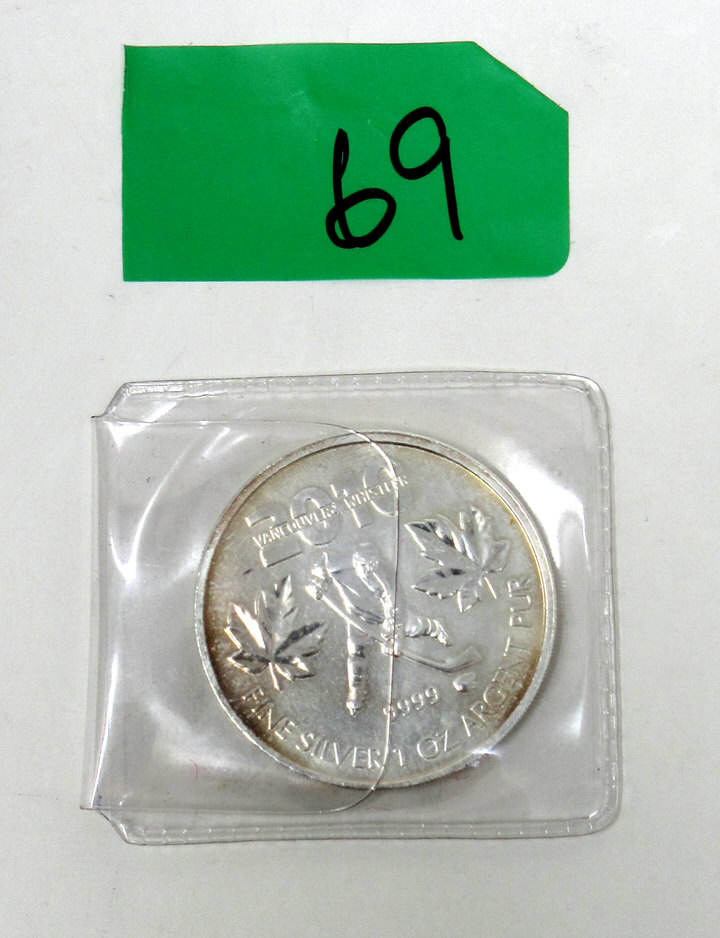 69
2010
VANCOUVER WHISTLER
9999
FINE SILVER 1 OZ ARGENT PUR